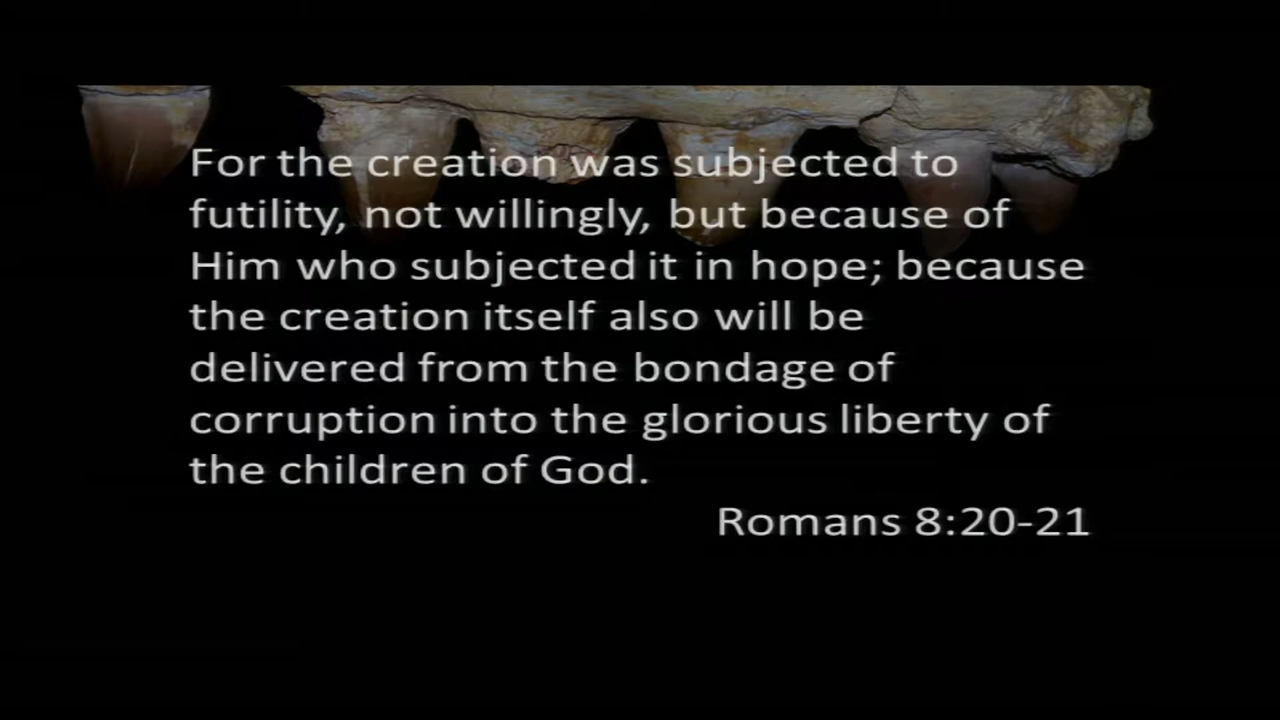 For the creation was subjected to
futility, not willingly, but because of
Him who subjected it in hope; because
the creation itself also will be
delivered from the bondage of
corruption into the glorious liberty of
the children of God.
Romans 8:20-21